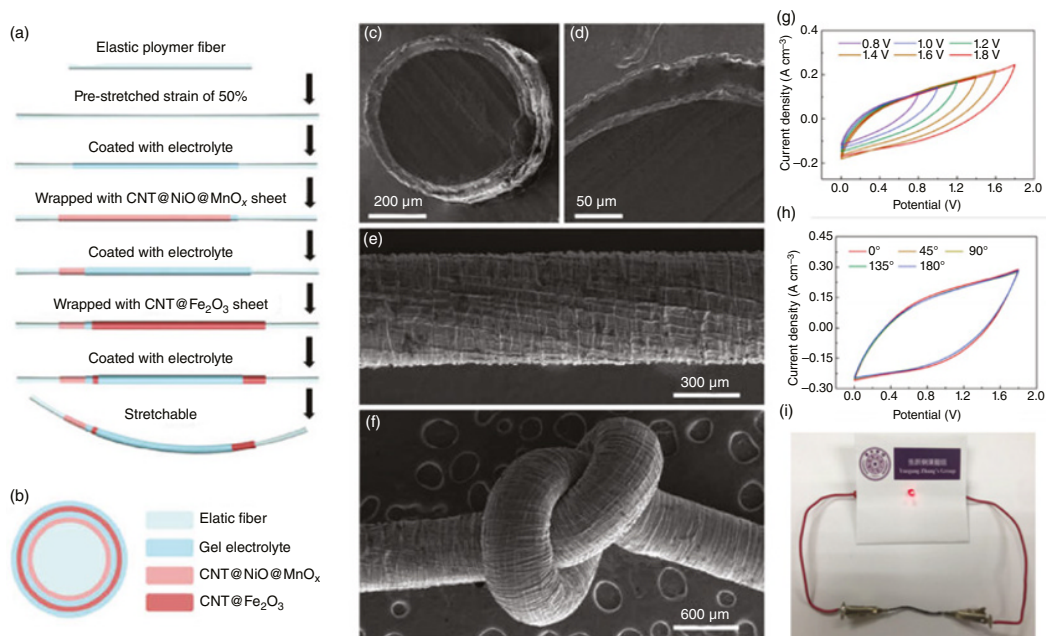 (a)
Elastic ploymer fiber
Pre-stretched strain of 50%
Coated with electrolyte
Wrapped with CNT@NiO@MnOₓ sheet
Coated with electrolyte
Wrapped with CNT@Fe₂O₃ sheet
Coated with electrolyte
Stretchable
(b)
Elatic fiber
Gel electrolyte
CNT@NiO@MnOₓ
CNT@Fe₂O₃
(c)
200 μm
(d)
50 μm
(e)
300 μm
(f)
600 μm
(g)
0.8 V 1.0 V 1.2 V
1.4 V 1.6 V 1.8 V
Current density (A cm⁻³)
0.4
0.2
0.0
−0.2
0.0 0.4 0.8 1.2 1.6 2.0
Potential (V)
(h)
0° 45° 90°
135° 180°
Current density (A cm⁻³)
0.45
0.30
0.15
0.00
−0.15
−0.30
0.0 0.4 0.8 1.2 1.6 2.0
Potential (V)
(i)
Yuegang Zhang's Group